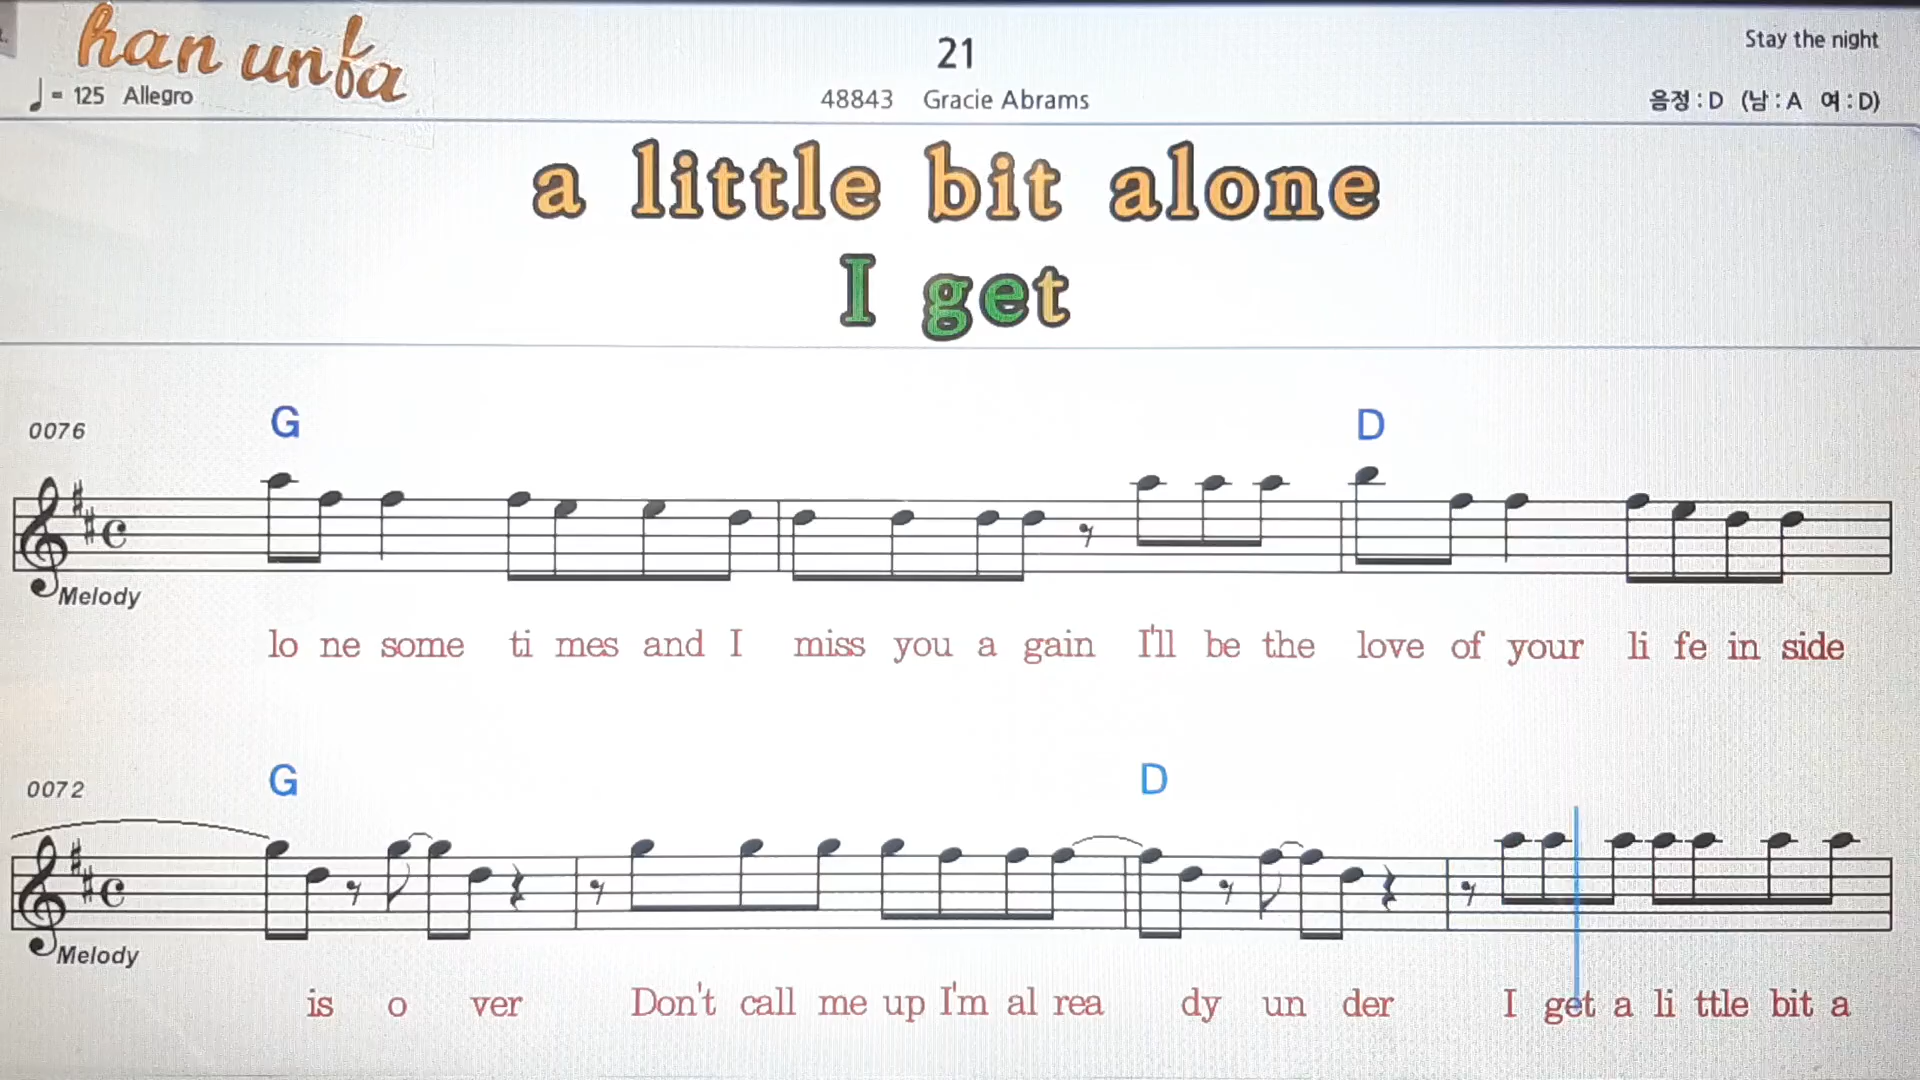 han unfa
21
Stay the night
= 125 Allegro
48843 Gracie Abrams
음정 : D (남 : A 여 : D)
a little bit alone
I get
0076
G D
Melody
lo ne some ti mes and I miss you a gain I'll be the love of your li fe in side
0072
G D
Melody
is o ver Don't call me up I'm al rea dy un der I get a li ttle bit a